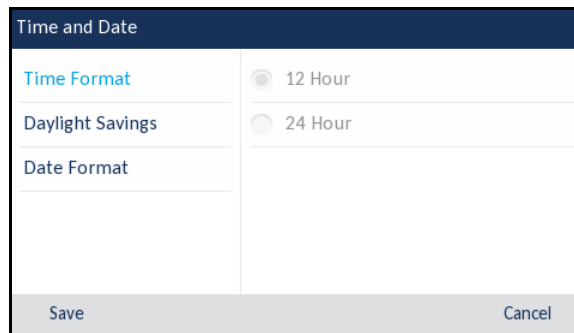 Time and Date
Time Format
12 Hour
Daylight Savings
24 Hour
Date Format
Save
Cancel